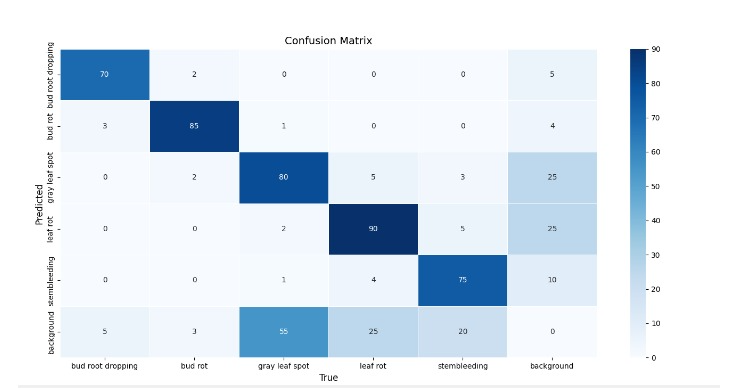 Confusion Matrix
bud root dropping
70 2 0 0 0 5
bud rot
3 85 1 0 0 4
gray leaf spot
0 2 80 5 3 25
leaf rot
0 0 2 90 5 25
stembleeding
0 0 1 4 75 10
background
5 3 55 25 20 0
Predicted
bud root dropping bud rot gray leaf spot leaf rot stembleeding background
True
90
80
70
60
50
40
30
20
10
0